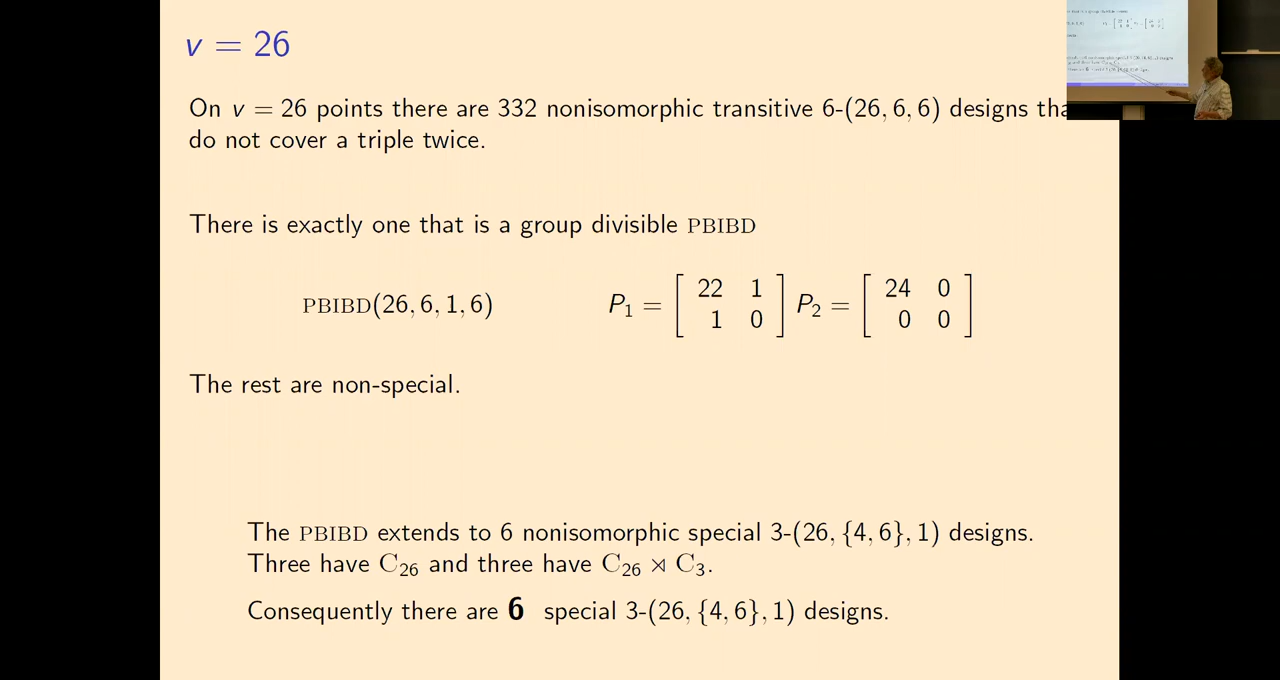 v = 26
On v = 26 points there are 332 nonisomorphic transitive 6-(26, 6, 6) designs
do not cover a triple twice.
There is exactly one that is a group divisible PBIBD
PBIBD(26, 6, 1, 6) P₁ = [ 22 1 ; 1 0 ] P₂ = [ 24 0 ; 0 0 ]
The rest are non-special.
The PBIBD extends to 6 nonisomorphic special 3-(26, {4, 6}, 1) designs.
Three have C₂₆ and three have C₂₆ ⋊ C₃.
Consequently there are 6 special 3-(26, {4, 6}, 1) designs.